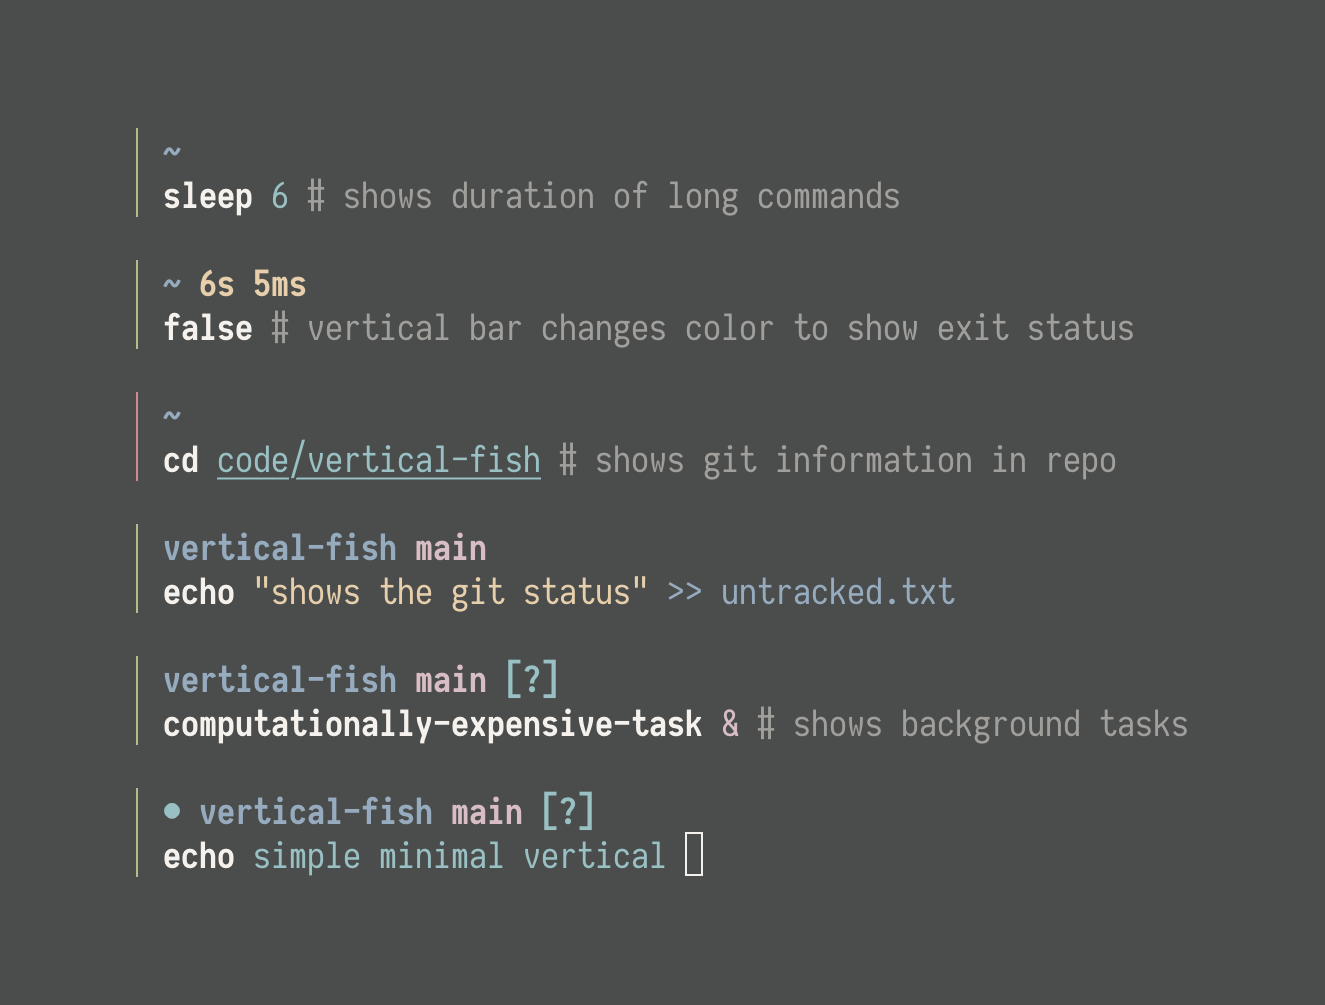 ~
sleep 6 # shows duration of long commands
~ 6s 5ms
false # vertical bar changes color to show exit status
~
cd code/vertical-fish # shows git information in repo
vertical-fish main
echo "shows the git status" >> untracked.txt
vertical-fish main [?]
computationally-expensive-task & # shows background tasks
● vertical-fish main [?]
echo simple minimal vertical